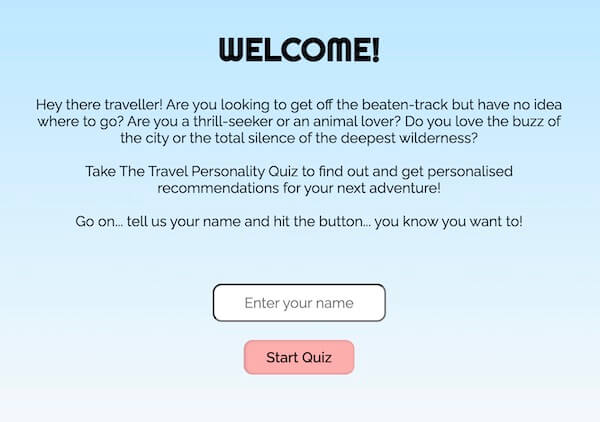 WELCOME!
Hey there traveller! Are you looking to get off the beaten-track but have no idea
where to go? Are you a thrill-seeker or an animal lover? Do you love the buzz of
the city or the total silence of the deepest wilderness?
Take The Travel Personality Quiz to find out and get personalised
recommendations for your next adventure!
Go on... tell us your name and hit the button... you know you want to!
Enter your name
Start Quiz